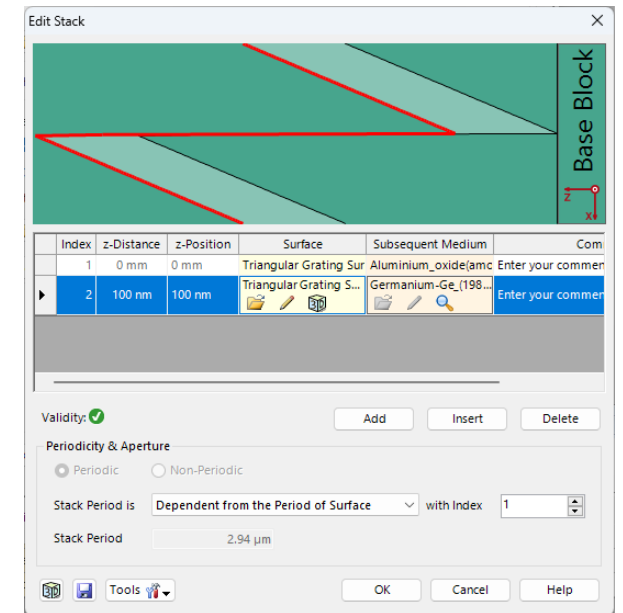 Edit Stack
Base Block
z
x
Index z-Distance z-Position Surface Subsequent Medium Com
1 0 mm 0 mm Triangular Grating Sur Aluminium_oxide(amc Enter your commen
2 100 nm 100 nm Triangular Grating S... Germanium-Ge_(198... Enter your commen
3D
Validity:
Add Insert Delete
Periodicity & Aperture
Periodic Non-Periodic
Stack Period is Dependent from the Period of Surface with Index 1
Stack Period 2.94 µm
3D Tools OK Cancel Help